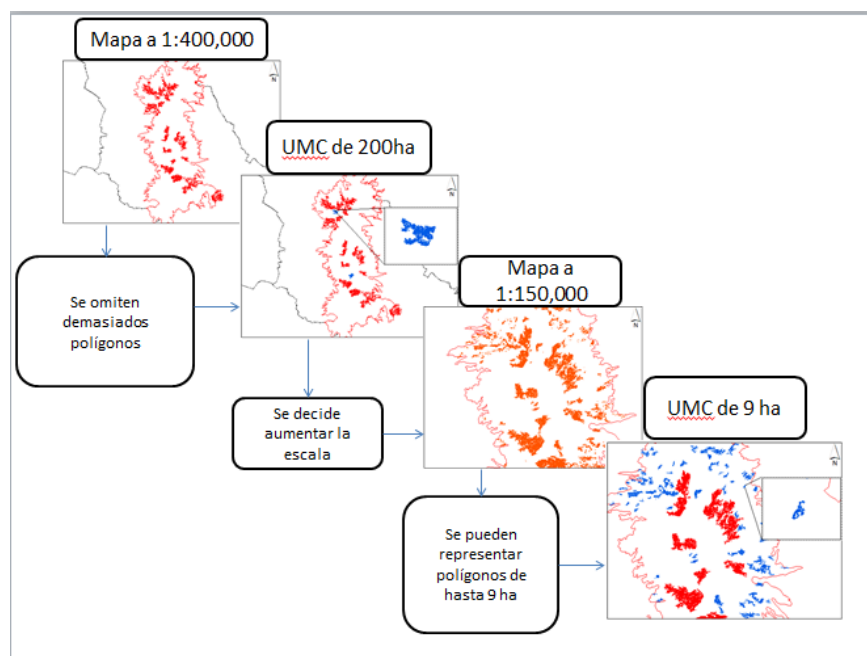 Mapa a 1:400,000
UMC de 200ha
Se omiten
demasiados
polígonos
Mapa a
1:150,000
Se decide
aumentar la
escala
UMC de 9 ha
Se pueden
representar
polígonos de
hasta 9 ha